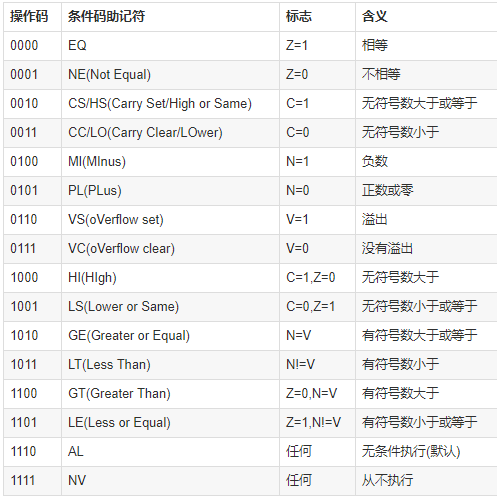 操作码 条件码助记符 标志 含义
0000 EQ Z=1 相等
0001 NE(Not Equal) Z=0 不相等
0010 CS/HS(Carry Set/High or Same) C=1 无符号数大于或等于
0011 CC/LO(Carry Clear/LOwer) C=0 无符号数小于
0100 MI(MInus) N=1 负数
0101 PL(PLus) N=0 正数或零
0110 VS(oVerflow set) V=1 溢出
0111 VC(oVerflow clear) V=0 没有溢出
1000 HI(HIgh) C=1,Z=0 无符号数大于
1001 LS(Lower or Same) C=0,Z=1 无符号数小于或等于
1010 GE(Greater or Equal) N=V 有符号数大于或等于
1011 LT(Less Than) N!=V 有符号数小于
1100 GT(Greater Than) Z=0,N=V 有符号数大于
1101 LE(Less or Equal) Z=1,N!=V 有符号数小于或等于
1110 AL 任何 无条件执行(默认)
1111 NV 任何 从不执行